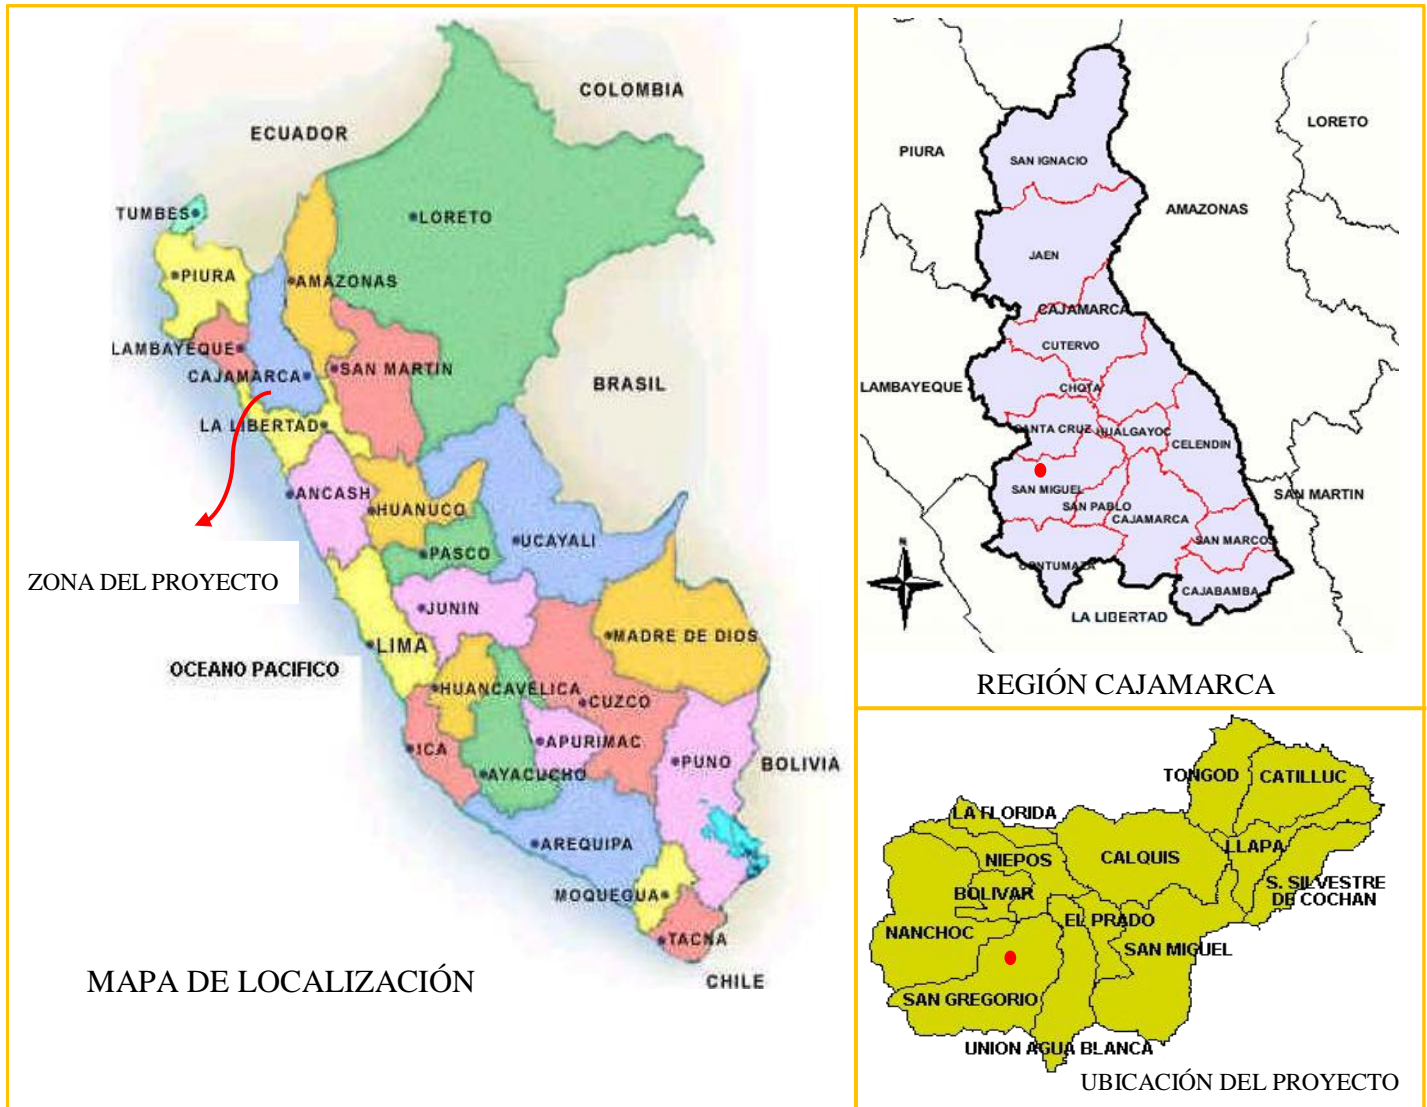 COLOMBIA
ECUADOR
TUMBES
LORETO
PIURA
AMAZONAS
LAMBAYEQUE
CAJAMARCA
SAN MARTIN
BRASIL
LA LIBERTAD
ANCASH
HUANUCO
UCAYALI
PASCO
ZONA DEL PROYECTO
JUNIN
MADRE DE DIOS
LIMA
OCEANO PACIFICO
HUANCAVELICA
CUZCO
ICA
APURIMAC
PUNO
BOLIVIA
AYACUCHO
AREQUIPA
MOQUEGUA
TACNA
CHILE
MAPA DE LOCALIZACIÓN
LORETO
PIURA
SAN IGNACIO
AMAZONAS
JAEN
CAJAMARCA
CUTERVO
LAMBAYEQUE
CHOTA
SANTA CRUZ
HUALGAYOC
CELENDIN
SAN MIGUEL
SAN PABLO
CAJAMARCA
SAN MARTIN
SAN MARCOS
N
CONTUMAZA
CAJABAMBA
LA LIBERTAD
REGIÓN CAJAMARCA
TONGOD
CATILLUC
LA FLORIDA
NIEPOS
CALQUIS
LLAPA
BOLIVAR
S. SILVESTRE
DE COCHAN
EL PRADO
NANCHOC
SAN MIGUEL
SAN GREGORIO
UNION AGUA BLANCA
UBICACIÓN DEL PROYECTO